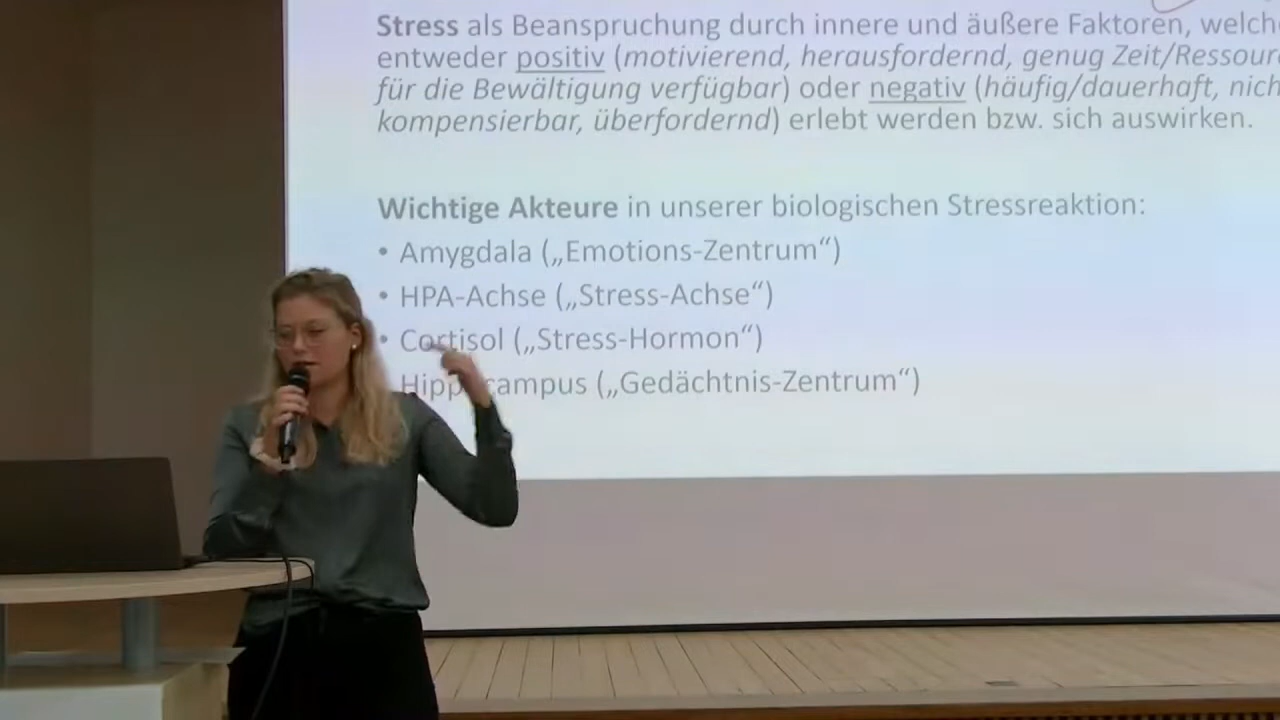 Stress als Beanspruchung durch innere und äußere Faktoren, welche
entweder positiv (motivierend, herausfordernd, genug Zeit/Ressour
für die Bewältigung verfügbar) oder negativ (häufig/dauerhaft, nich
kompensierbar, überfordernd) erlebt werden bzw. sich auswirken.
Wichtige Akteure in unserer biologischen Stressreaktion:
• Amygdala („Emotions-Zentrum“)
• HPA-Achse („Stress-Achse“)
• Cortisol („Stress-Hormon“)
Hippocampus („Gedächtnis-Zentrum“)